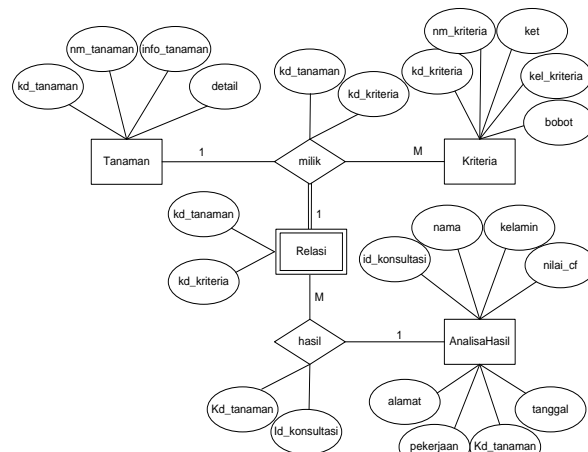 nm_kriteria
ket
nm_tanaman
info_tanaman
kd_tanaman
kd_kriteria
kel_kriteria
kd_tanaman
detail
kd_kriteria
bobot
Tanaman
1
milik
M
Kriteria
kd_tanaman
1
nama
kelamin
Relasi
id_konsultasi
nilai_cf
kd_kriteria
M
hasil
1
AnalisaHasil
Kd_tanaman
alamat
tanggal
Id_konsultasi
pekerjaan
Kd_tanaman